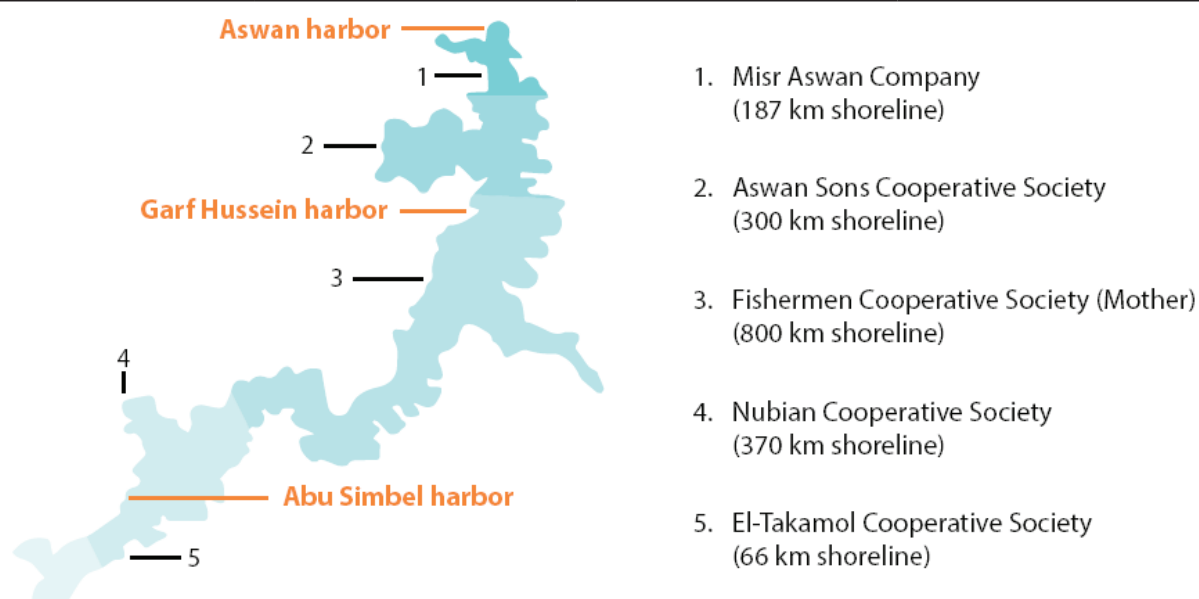 Aswan harbor
1
2
Garf Hussein harbor
3
4
Abu Simbel harbor
5
1. Misr Aswan Company
(187 km shoreline)
2. Aswan Sons Cooperative Society
(300 km shoreline)
3. Fishermen Cooperative Society (Mother)
(800 km shoreline)
4. Nubian Cooperative Society
(370 km shoreline)
5. El-Takamol Cooperative Society
(66 km shoreline)